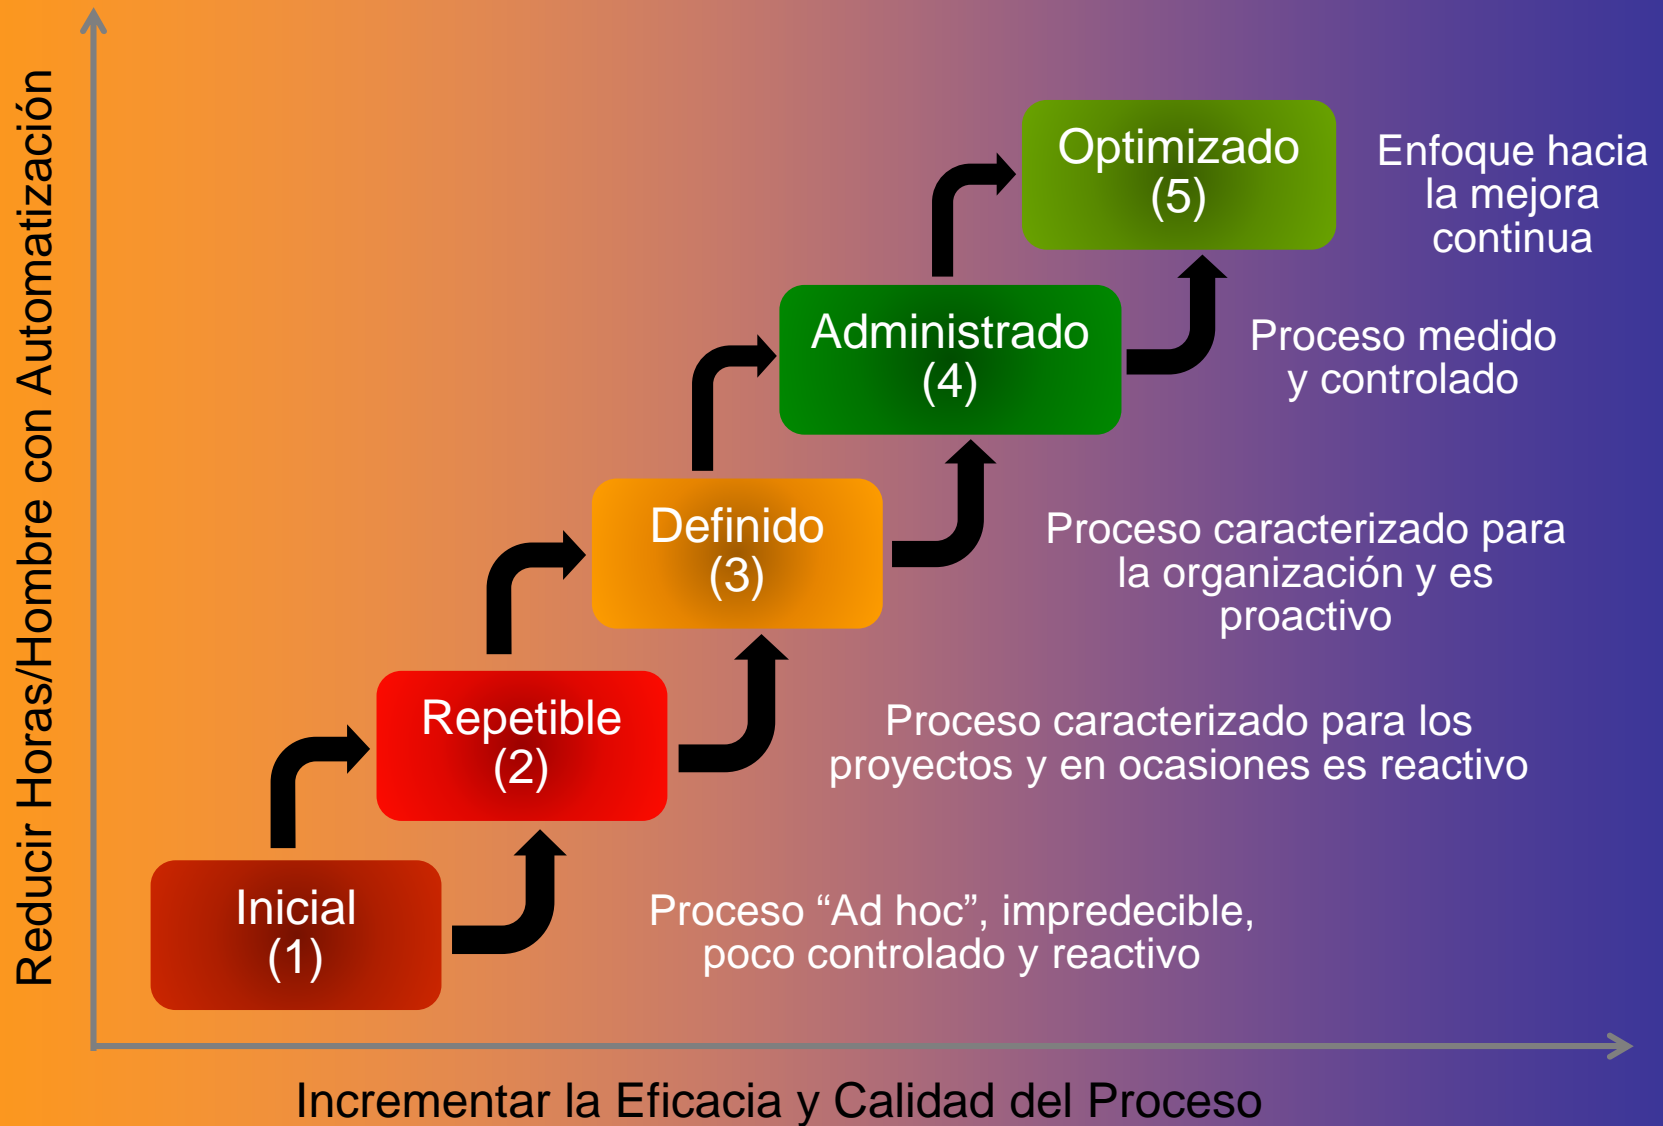 Reducir Horas/Hombre con Automatización
Optimizado
(5)
Enfoque hacia
la mejora
continua
Administrado
(4)
Proceso medido
y controlado
Definido
(3)
Proceso caracterizado para
la organización y es
proactivo
Repetible
(2)
Proceso caracterizado para los
proyectos y en ocasiones es reactivo
Inicial
(1)
Proceso “Ad hoc”, impredecible,
poco controlado y reactivo
Incrementar la Eficacia y Calidad del Proceso